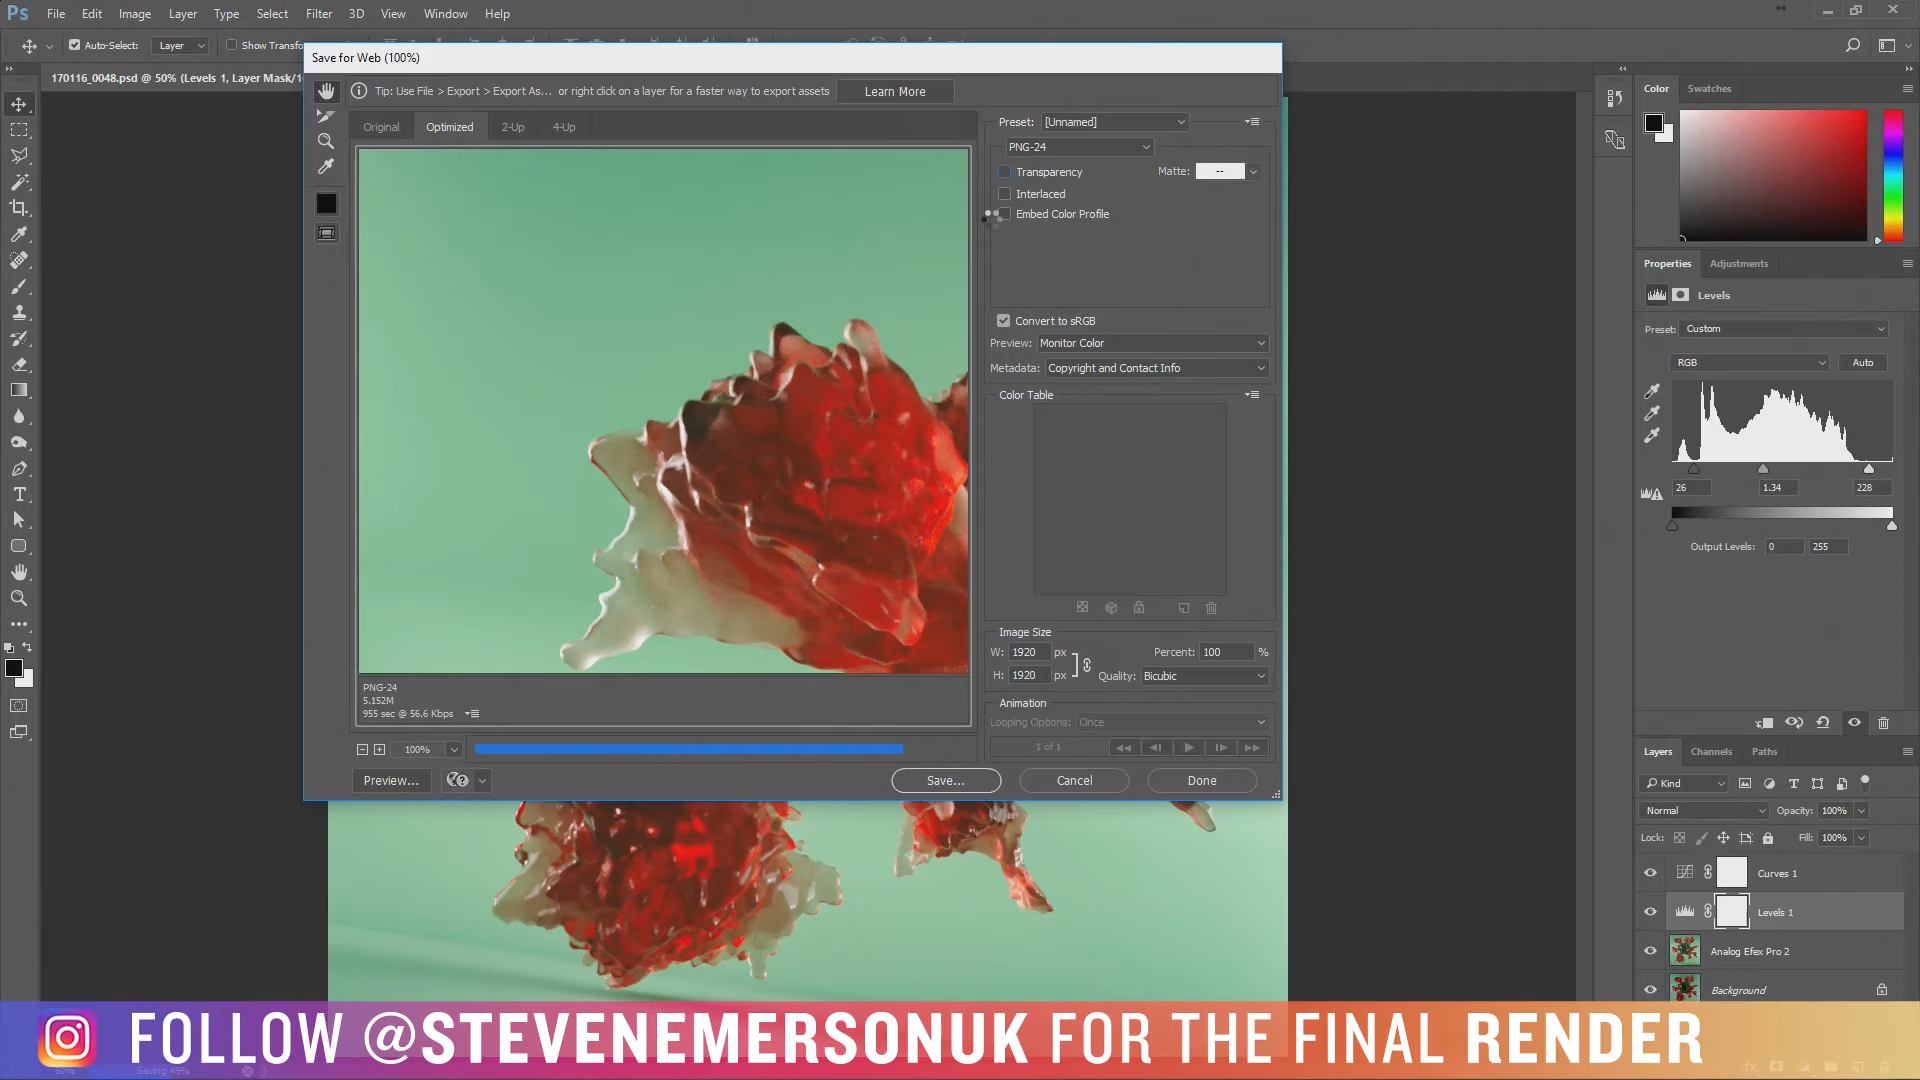 Ps File Edit Image Layer Type Select Filter 3D View Window Help
Auto-Select: Layer Show Transfo
170116_0048.psd @ 50% (Levels 1, Layer Mask/1
Save for Web (100%)
Tip: Use File > Export > Export As... or right click on a layer for a faster way to export assets Learn More
Original Optimized 2-Up 4-Up
Preset: [Unnamed]
PNG-24
Transparency Matte: --
Interlaced
Embed Color Profile
Convert to sRGB
Preview: Monitor Color
Metadata: Copyright and Contact Info
Color Table
Image Size
W: 1920 px Percent: 100 %
H: 1920 px Quality: Bicubic
Animation
Looping Options: Once
1 of 1
PNG-24
5.152M
955 sec @ 56.6 Kbps
100%
Preview... Save... Cancel Done
Color Swatches
Properties Adjustments
Levels
Preset: Custom
RGB Auto
26 1.34 228
Output Levels: 0 255
Layers Channels Paths
Kind
Normal Opacity: 100%
Lock: Fill: 100%
Curves 1
Levels 1
Analog Efex Pro 2
Background
FOLLOW @STEVENEMERSONUK FOR THE FINAL RENDER
50% Saving 49%